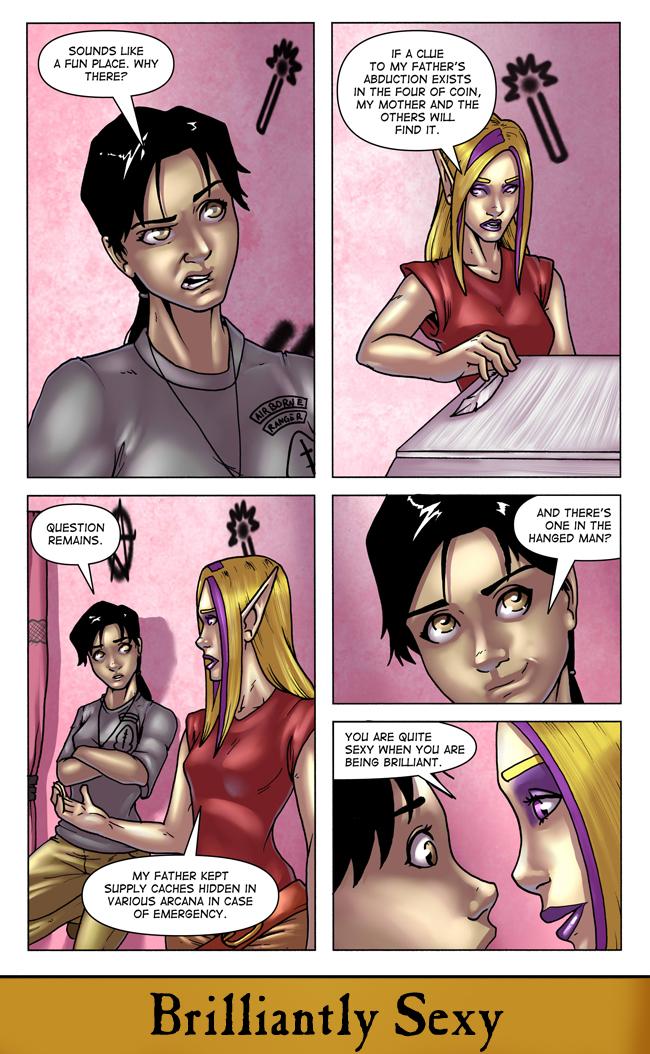 SOUNDS LIKE
A FUN PLACE. WHY
THERE?
AIRBORNE
RANGER
IF A CLUE
TO MY FATHER'S
ABDUCTION EXISTS
IN THE FOUR OF COIN,
MY MOTHER AND THE
OTHERS WILL
FIND IT.
QUESTION
REMAINS.
MY FATHER KEPT
SUPPLY CACHES HIDDEN IN
VARIOUS ARCANA IN CASE
OF EMERGENCY.
AND THERE'S
ONE IN THE
HANGED MAN?
YOU ARE QUITE
SEXY WHEN YOU ARE
BEING BRILLIANT.
Brilliantly Sexy